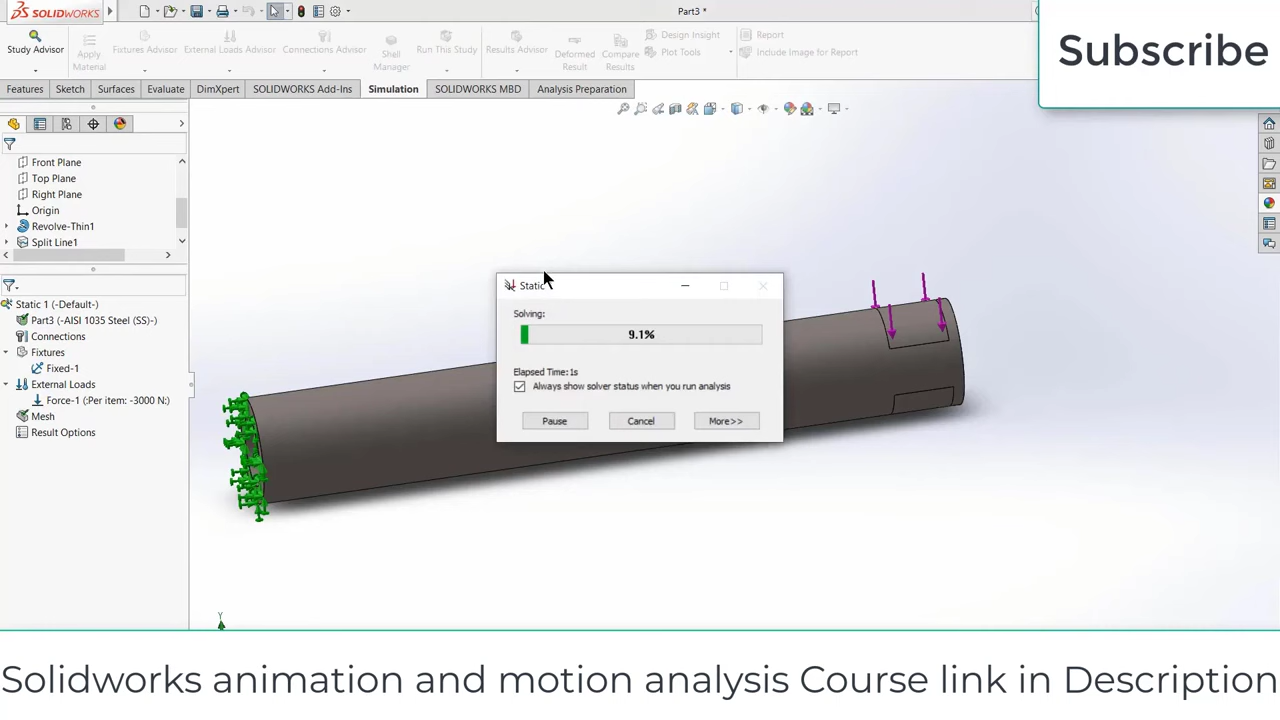 SOLIDWORKS
Part3 *
Subscribe
Study Advisor
Apply Material
Fixtures Advisor
External Loads Advisor
Connections Advisor
Shell Manager
Run This Study
Results Advisor
Deformed Result
Compare Results
Design Insight
Plot Tools
Report
Include Image for Report
Features
Sketch
Surfaces
Evaluate
DimXpert
SOLIDWORKS Add-Ins
Simulation
SOLIDWORKS MBD
Analysis Preparation
Front Plane
Top Plane
Right Plane
Origin
Revolve-Thin1
Split Line1
Static 1 (-Default-)
Part3 (-AISI 1035 Steel (SS)-)
Connections
Fixtures
Fixed-1
External Loads
Force-1 (:Per item: -3000 N:)
Mesh
Result Options
Static
Solving:
9.1%
Elapsed Time:1s
Always show solver status when you run analysis
Pause
Cancel
More>>
Y
Solidworks animation and motion analysis Course link in Description